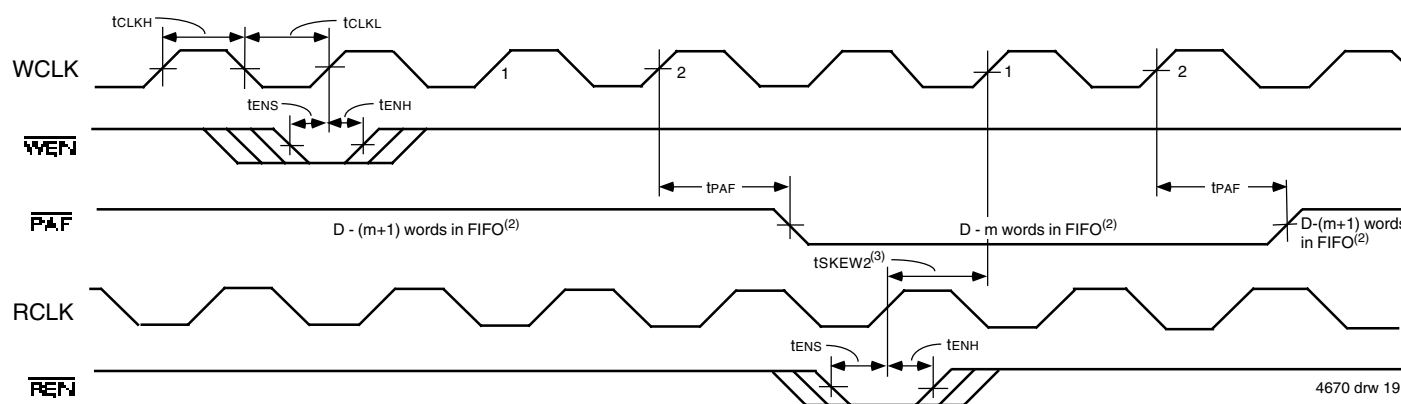 tCLKH tCLKL
WCLK 1 2 1 2
tENS tENH
WEN
tPAF tPAF
PAF D - (m+1) words in FIFO(2) D - m words in FIFO(2) D-(m+1) words
in FIFO(2)
tSKEW2(3)
RCLK
tENS tENH
REN
4670 drw 19